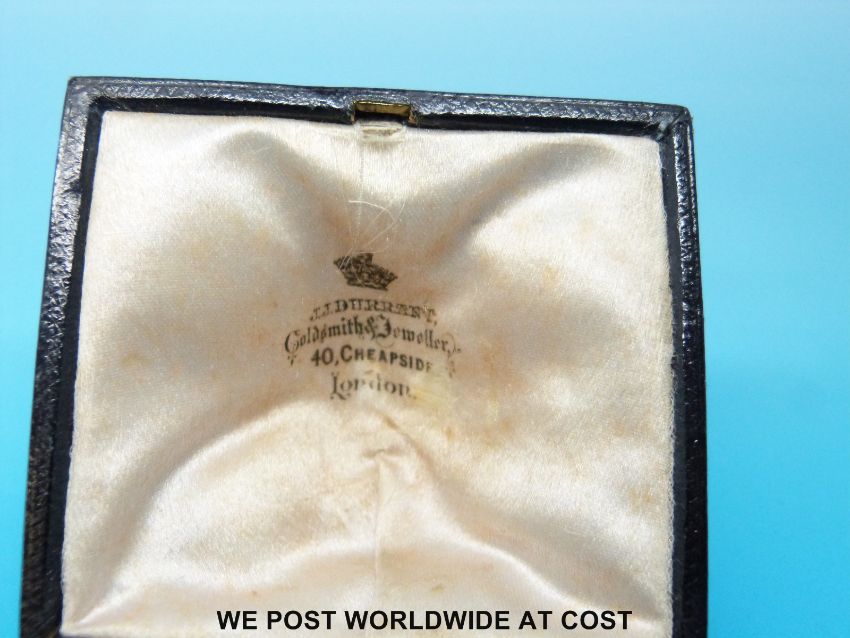 J.J.DURRANT,
Goldsmith & Jeweller,
40, CHEAPSIDE
London.
WE POST WORLDWIDE AT COST